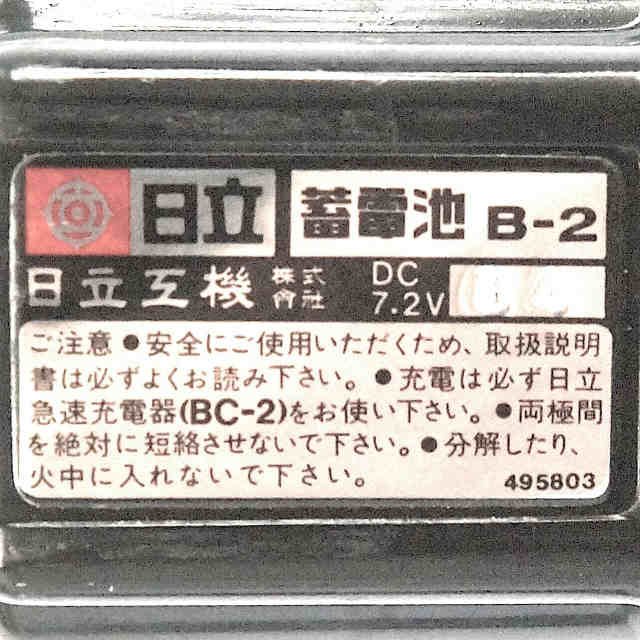 日立 蓄電池 B-2
日立工機 株式会社 DC 7.2V
ご注意●安全にご使用いただくため、取扱説明
書は必ずよくお読み下さい。●充電は必ず日立
急速充電器(BC-2)をお使い下さい。●両極間
を絶対に短絡させないで下さい。●分解したり、
火中に入れないで下さい。 495803